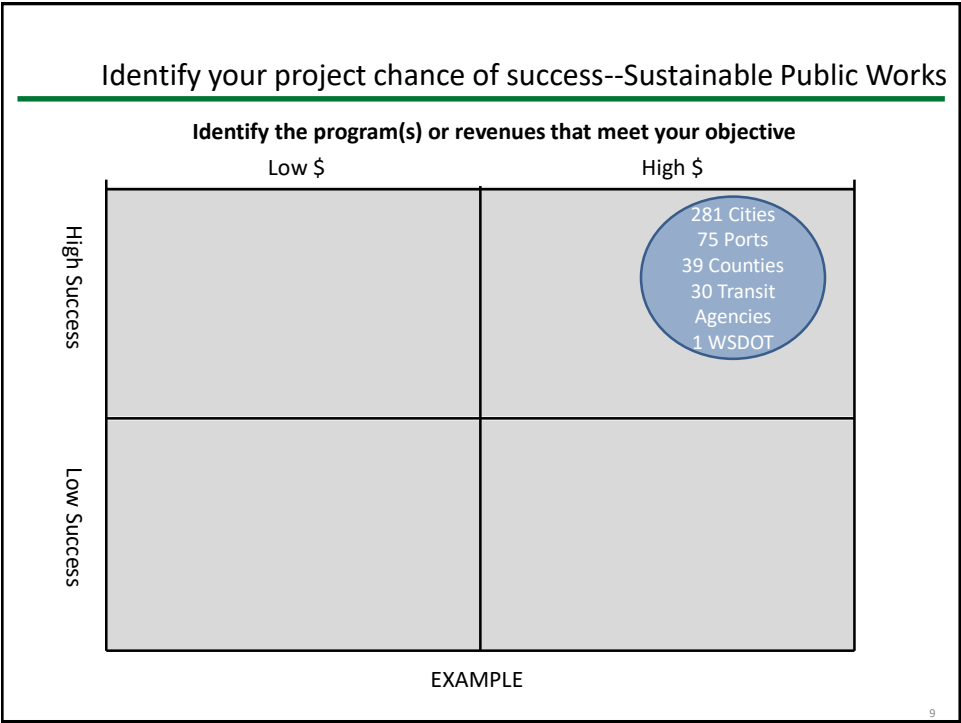 Identify your project chance of success--Sustainable Public Works
Identify the program(s) or revenues that meet your objective
Low $
High $
High Success
281 Cities
75 Ports
39 Counties
30 Transit
Agencies
1 WSDOT
Low Success
EXAMPLE
9